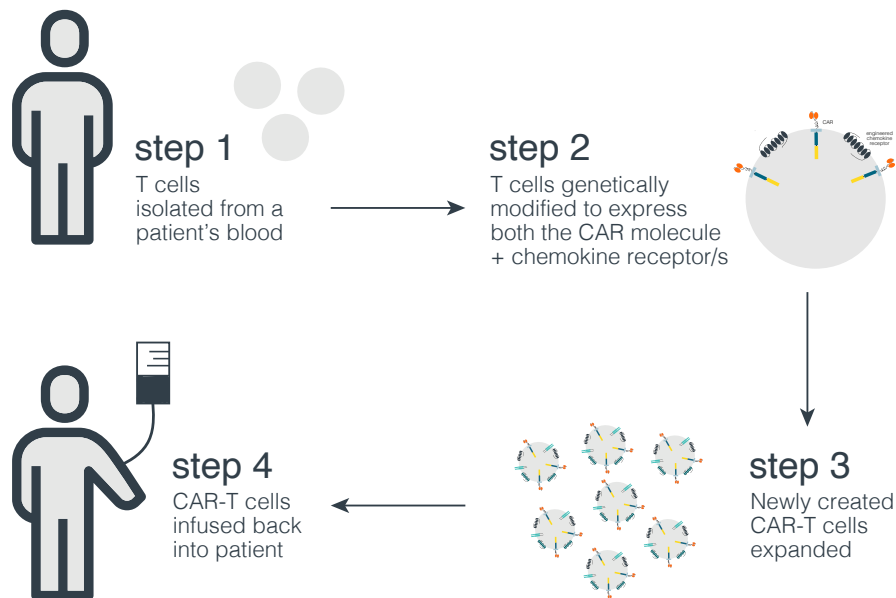 step 1
T cells
isolated from a
patient's blood
step 2
T cells genetically
modified to express
both the CAR molecule
+ chemokine receptor/s
CAR
engineered
chemokine
receptor
step 3
Newly created
CAR-T cells
expanded
step 4
CAR-T cells
infused back
into patient